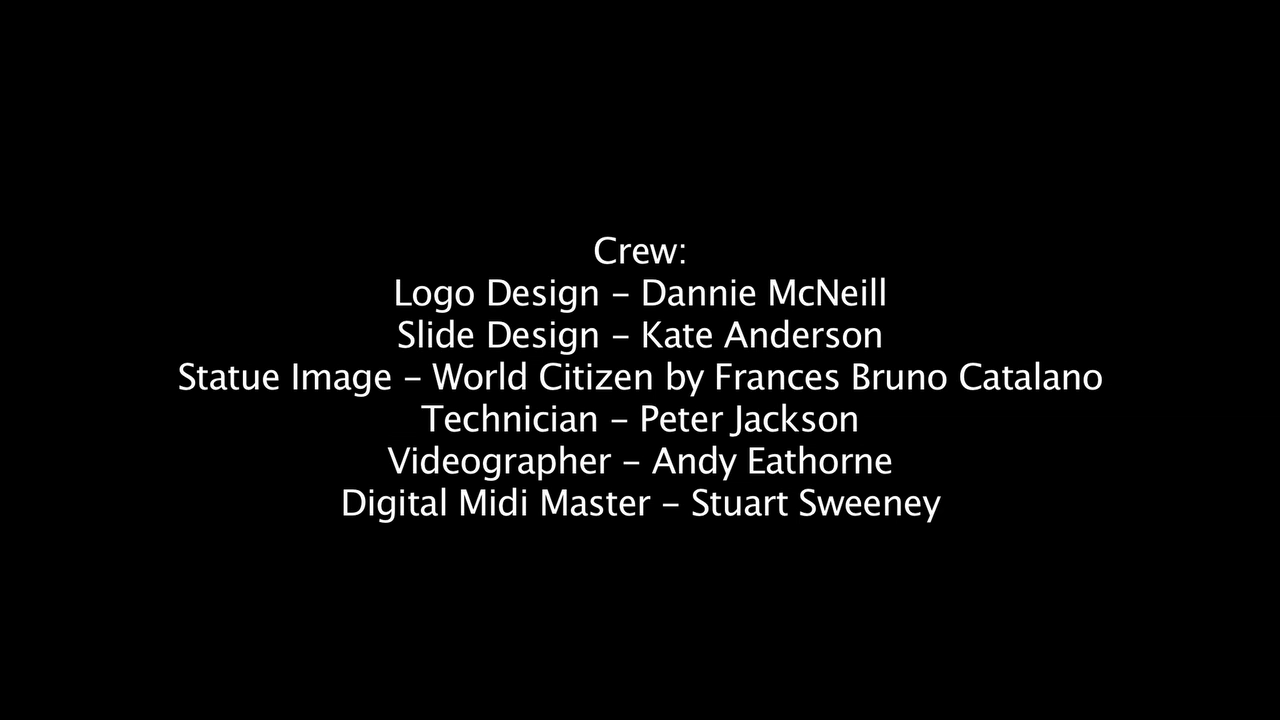 Crew:
Logo Design – Dannie McNeill
Slide Design – Kate Anderson
Statue Image – World Citizen by Frances Bruno Catalano
Technician – Peter Jackson
Videographer – Andy Eathorne
Digital Midi Master – Stuart Sweeney